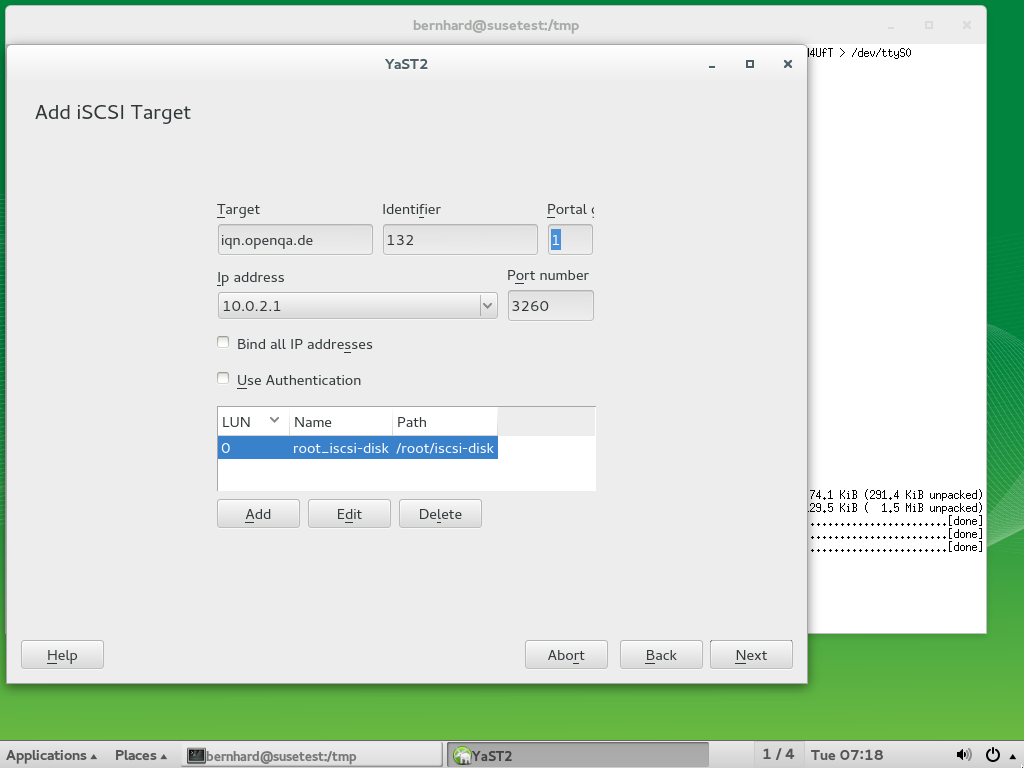 bernhard@susetest:/tmp
> /dev/ttyS0
YaST2
Add iSCSI Target
Target Identifier Portal
iqn.openqa.de 132 1
Ip address Port number
10.0.2.1 3260
Bind all IP addresses
Use Authentication
LUN Name Path
0 root_iscsi-disk /root/iscsi-disk
74.1 KiB (291.4 KiB unpacked)
29.5 KiB (  1.5 MiB unpacked)
.......................[done]
.......................[done]
.......................[done]
Add Edit Delete
Help Abort Back Next
Applications Places bernhard@susetest:/tmp YaST2 1 / 4 Tue 07:18